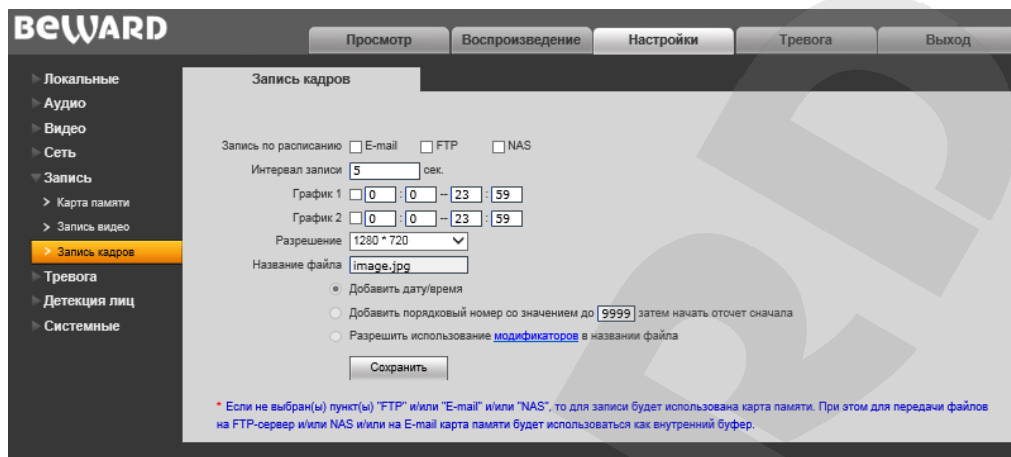 BEWARD
Просмотр Воспроизведение Настройки Тревога Выход
Локальные
Аудио
Видео
Сеть
Запись
Карта памяти
Запись видео
Запись кадров
Тревога
Детекция лиц
Системные
Запись кадров
Запись по расписанию E-mail FTP NAS
Интервал записи 5 сек.
График 1 0 : 0 -- 23 : 59
График 2 0 : 0 -- 23 : 59
Разрешение 1280 * 720
Название файла image.jpg
Добавить дату/время
Добавить порядковый номер со значением до 9999 затем начать отсчет сначала
Разрешить использование модификаторов в названии файла
Сохранить
* Если не выбран(ы) пункт(ы) "FTP" и/или "E-mail" и/или "NAS", то для записи будет использована карта памяти. При этом для передачи файлов
на FTP-сервер и/или NAS и/или на E-mail карта памяти будет использоваться как внутренний буфер.